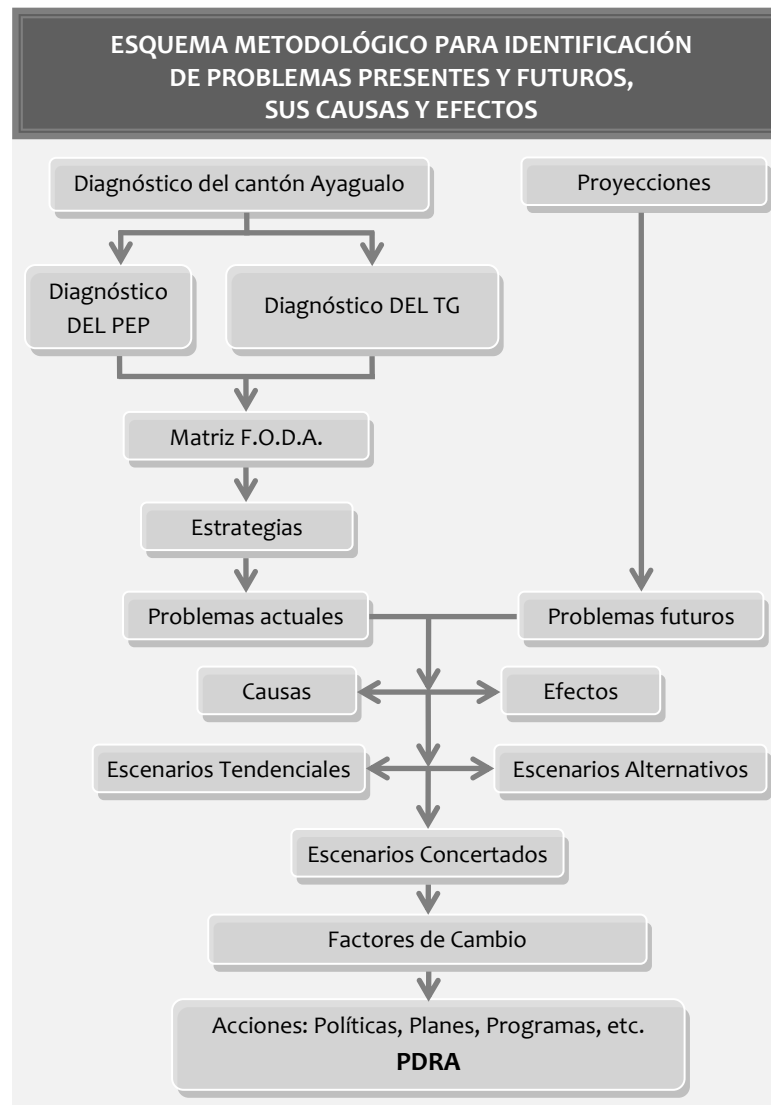 ESQUEMA METODOLÓGICO PARA IDENTIFICACIÓN
DE PROBLEMAS PRESENTES Y FUTUROS,
SUS CAUSAS Y EFECTOS
Diagnóstico del cantón Ayagualo
Proyecciones
Diagnóstico
DEL PEP
Diagnóstico DEL TG
Matriz F.O.D.A.
Estrategias
Problemas actuales
Problemas futuros
Causas
Efectos
Escenarios Tendenciales
Escenarios Alternativos
Escenarios Concertados
Factores de Cambio
Acciones: Políticas, Planes, Programas, etc.
PDRA